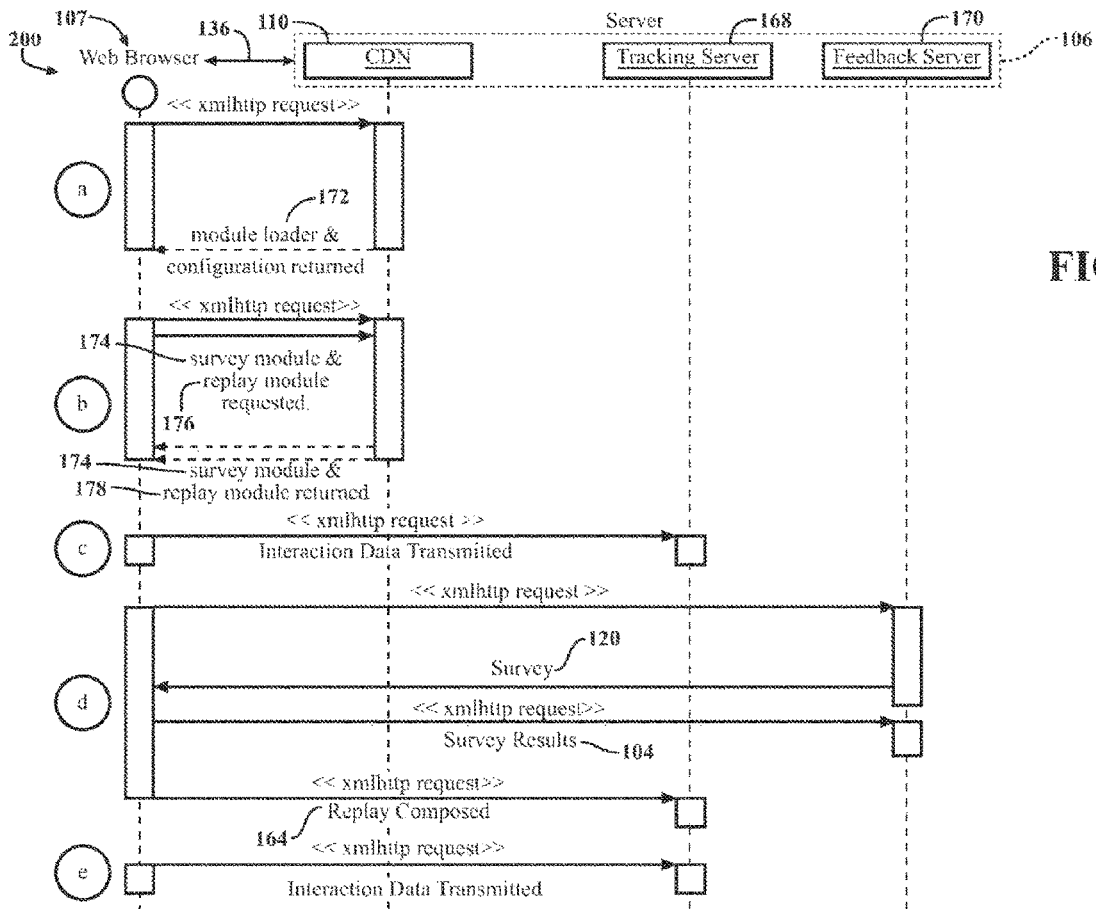 107
110
168
170
136
Server
200
Web Browser
CDN
Tracking Server
Feedback Server
106
<< xmlhttp request>>
a
172
module loader &
configuration returned
FIG
<< xmlhttp request>>
174
survey module &
replay module
requested.
b
176
174
survey module &
178
replay module returned
<< xmlhttp request >>
c
Interaction Data Transmitted
<< xmlhttp request >>
120
Survey
d
<< xmlhttp request>>
Survey Results
104
<< xmlhttp request>>
Replay Composed
164
<< xmlhttp request>>
e
Interaction Data Transmitted